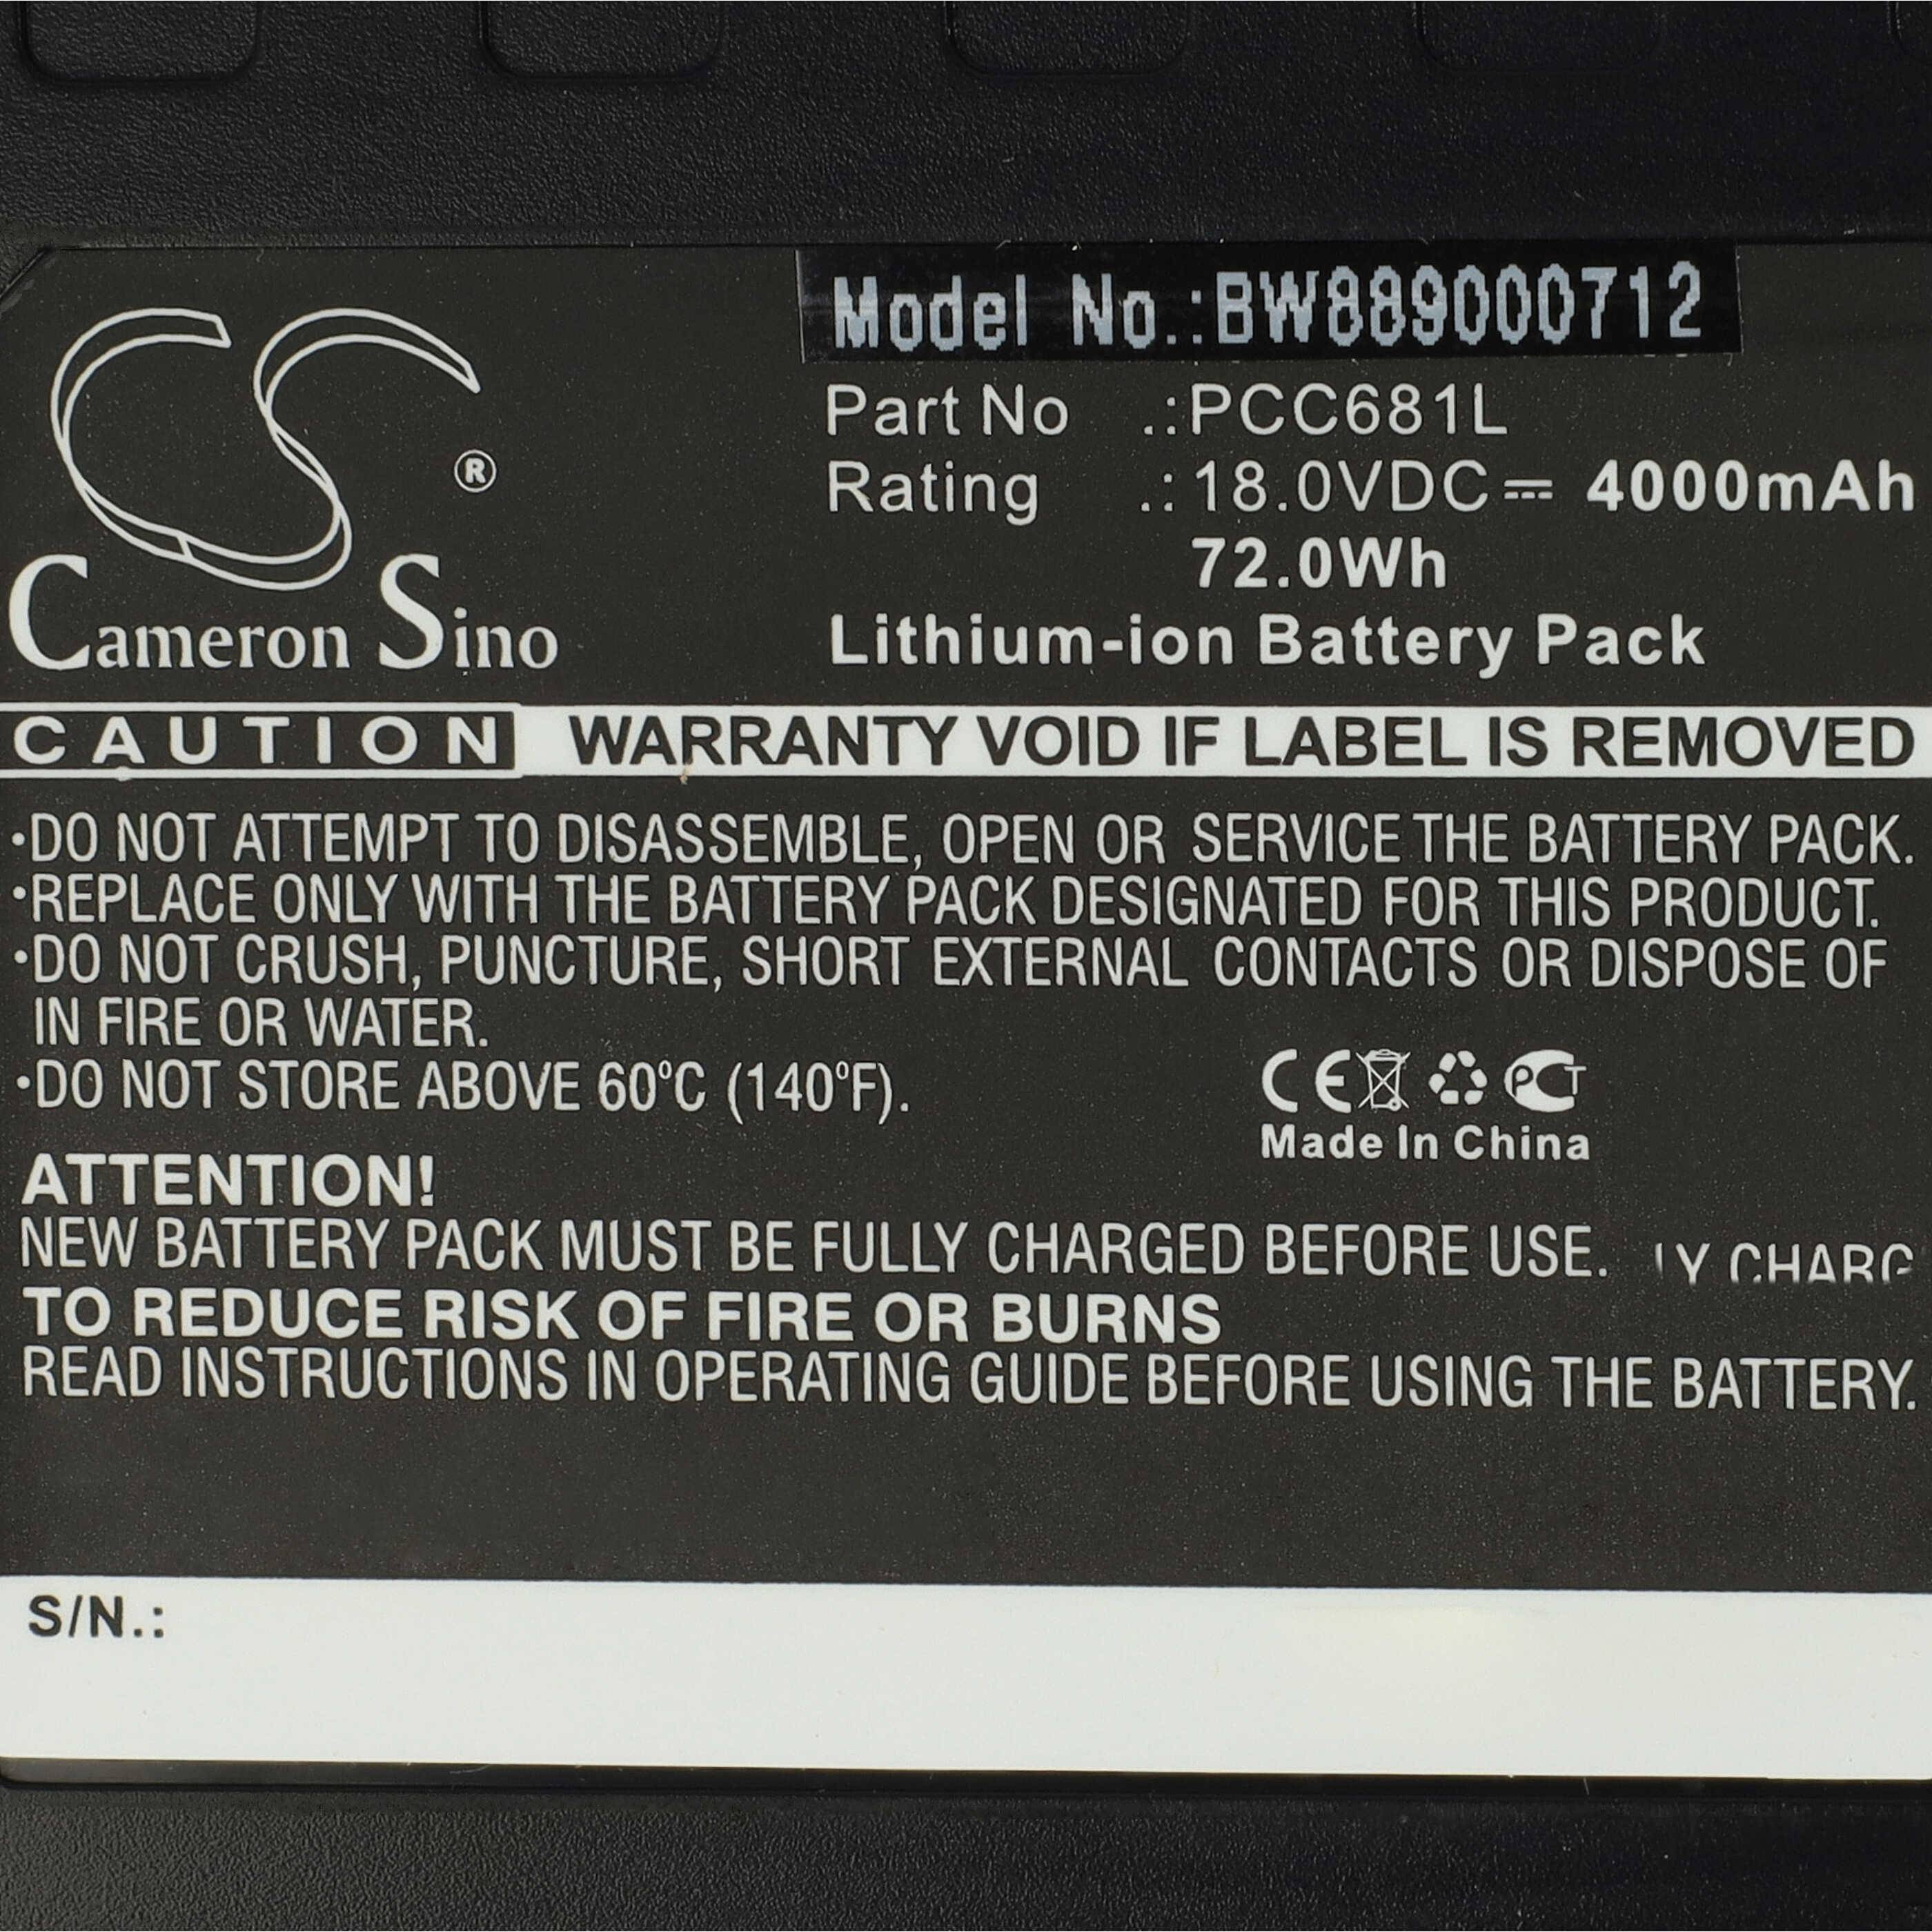 CS ®
Cameron Sino
Model No.:BW889000712
Part No .:PCC681L
Rating .:18.0VDC⎓ 4000mAh
72.0Wh
Lithium-ion Battery Pack
CAUTION WARRANTY VOID IF LABEL IS REMOVED
·DO NOT ATTEMPT TO DISASSEMBLE, OPEN OR SERVICE THE BATTERY PACK.
·REPLACE ONLY WITH THE BATTERY PACK DESIGNATED FOR THIS PRODUCT.
·DO NOT CRUSH, PUNCTURE, SHORT EXTERNAL CONTACTS OR DISPOSE OF
IN FIRE OR WATER.
·DO NOT STORE ABOVE 60°C (140°F).
CE PCT
Made In China
ATTENTION!
NEW BATTERY PACK MUST BE FULLY CHARGED BEFORE USE. Y CHARG
TO REDUCE RISK OF FIRE OR BURNS
READ INSTRUCTIONS IN OPERATING GUIDE BEFORE USING THE BATTERY.
S/N.: